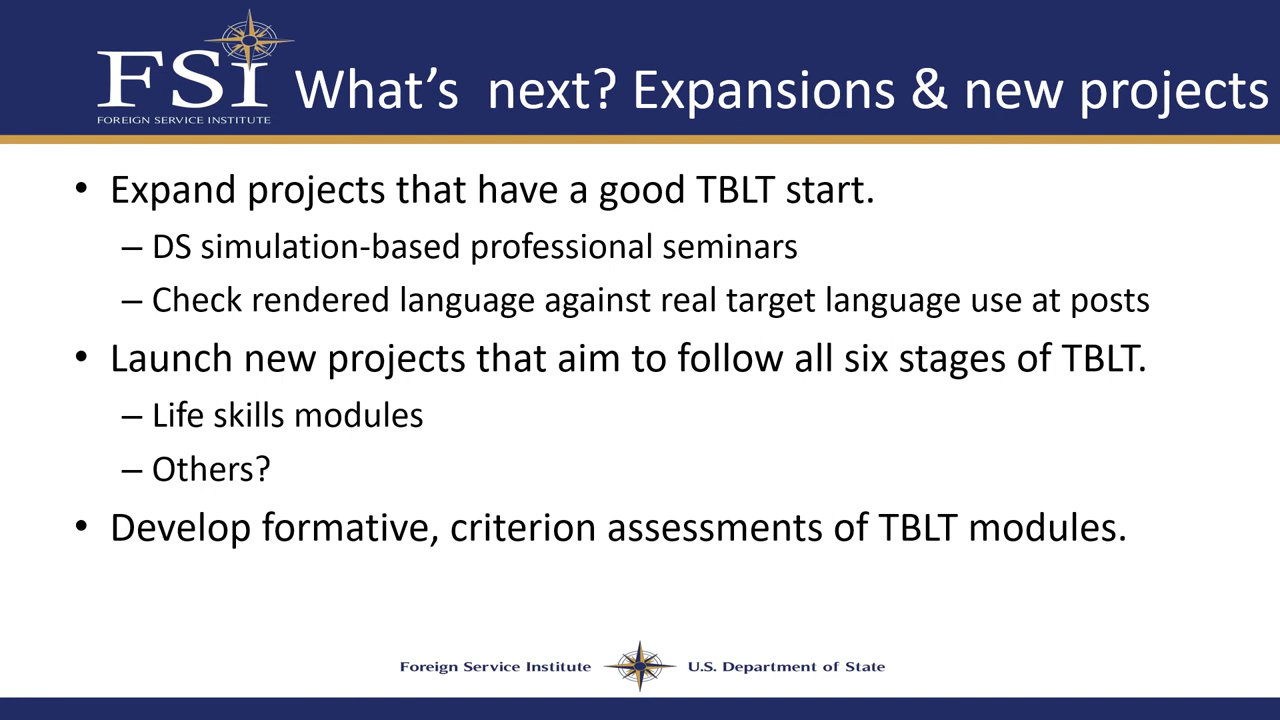 FSI
FOREIGN SERVICE INSTITUTE
What's  next? Expansions & new projects
• Expand projects that have a good TBLT start.
– DS simulation-based professional seminars
– Check rendered language against real target language use at posts
• Launch new projects that aim to follow all six stages of TBLT.
– Life skills modules
– Others?
• Develop formative, criterion assessments of TBLT modules.
Foreign Service Institute U.S. Department of State